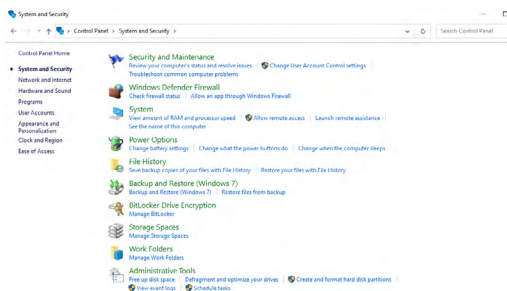 System and Security
Control Panel > System and Security >
Search Control Panel
Control Panel Home
System and Security
Network and Internet
Hardware and Sound
Programs
User Accounts
Appearance and
Personalization
Clock and Region
Ease of Access
Security and Maintenance
Review your computer's status and resolve issues | Change User Account Control settings |
Troubleshoot common computer problems
Windows Defender Firewall
Check firewall status | Allow an app through Windows Firewall
System
View amount of RAM and processor speed | Allow remote access | Launch remote assistance |
See the name of this computer
Power Options
Change battery settings | Change what the power buttons do | Change when the computer sleeps
File History
Save backup copies of your files with File History | Restore your files with File History
Backup and Restore (Windows 7)
Backup and Restore (Windows 7) | Restore files from backup
BitLocker Drive Encryption
Manage BitLocker
Storage Spaces
Manage Storage Spaces
Work Folders
Manage Work Folders
Administrative Tools
Free up disk space | Defragment and optimize your drives | Create and format hard disk partitions |
View event logs | Schedule tasks